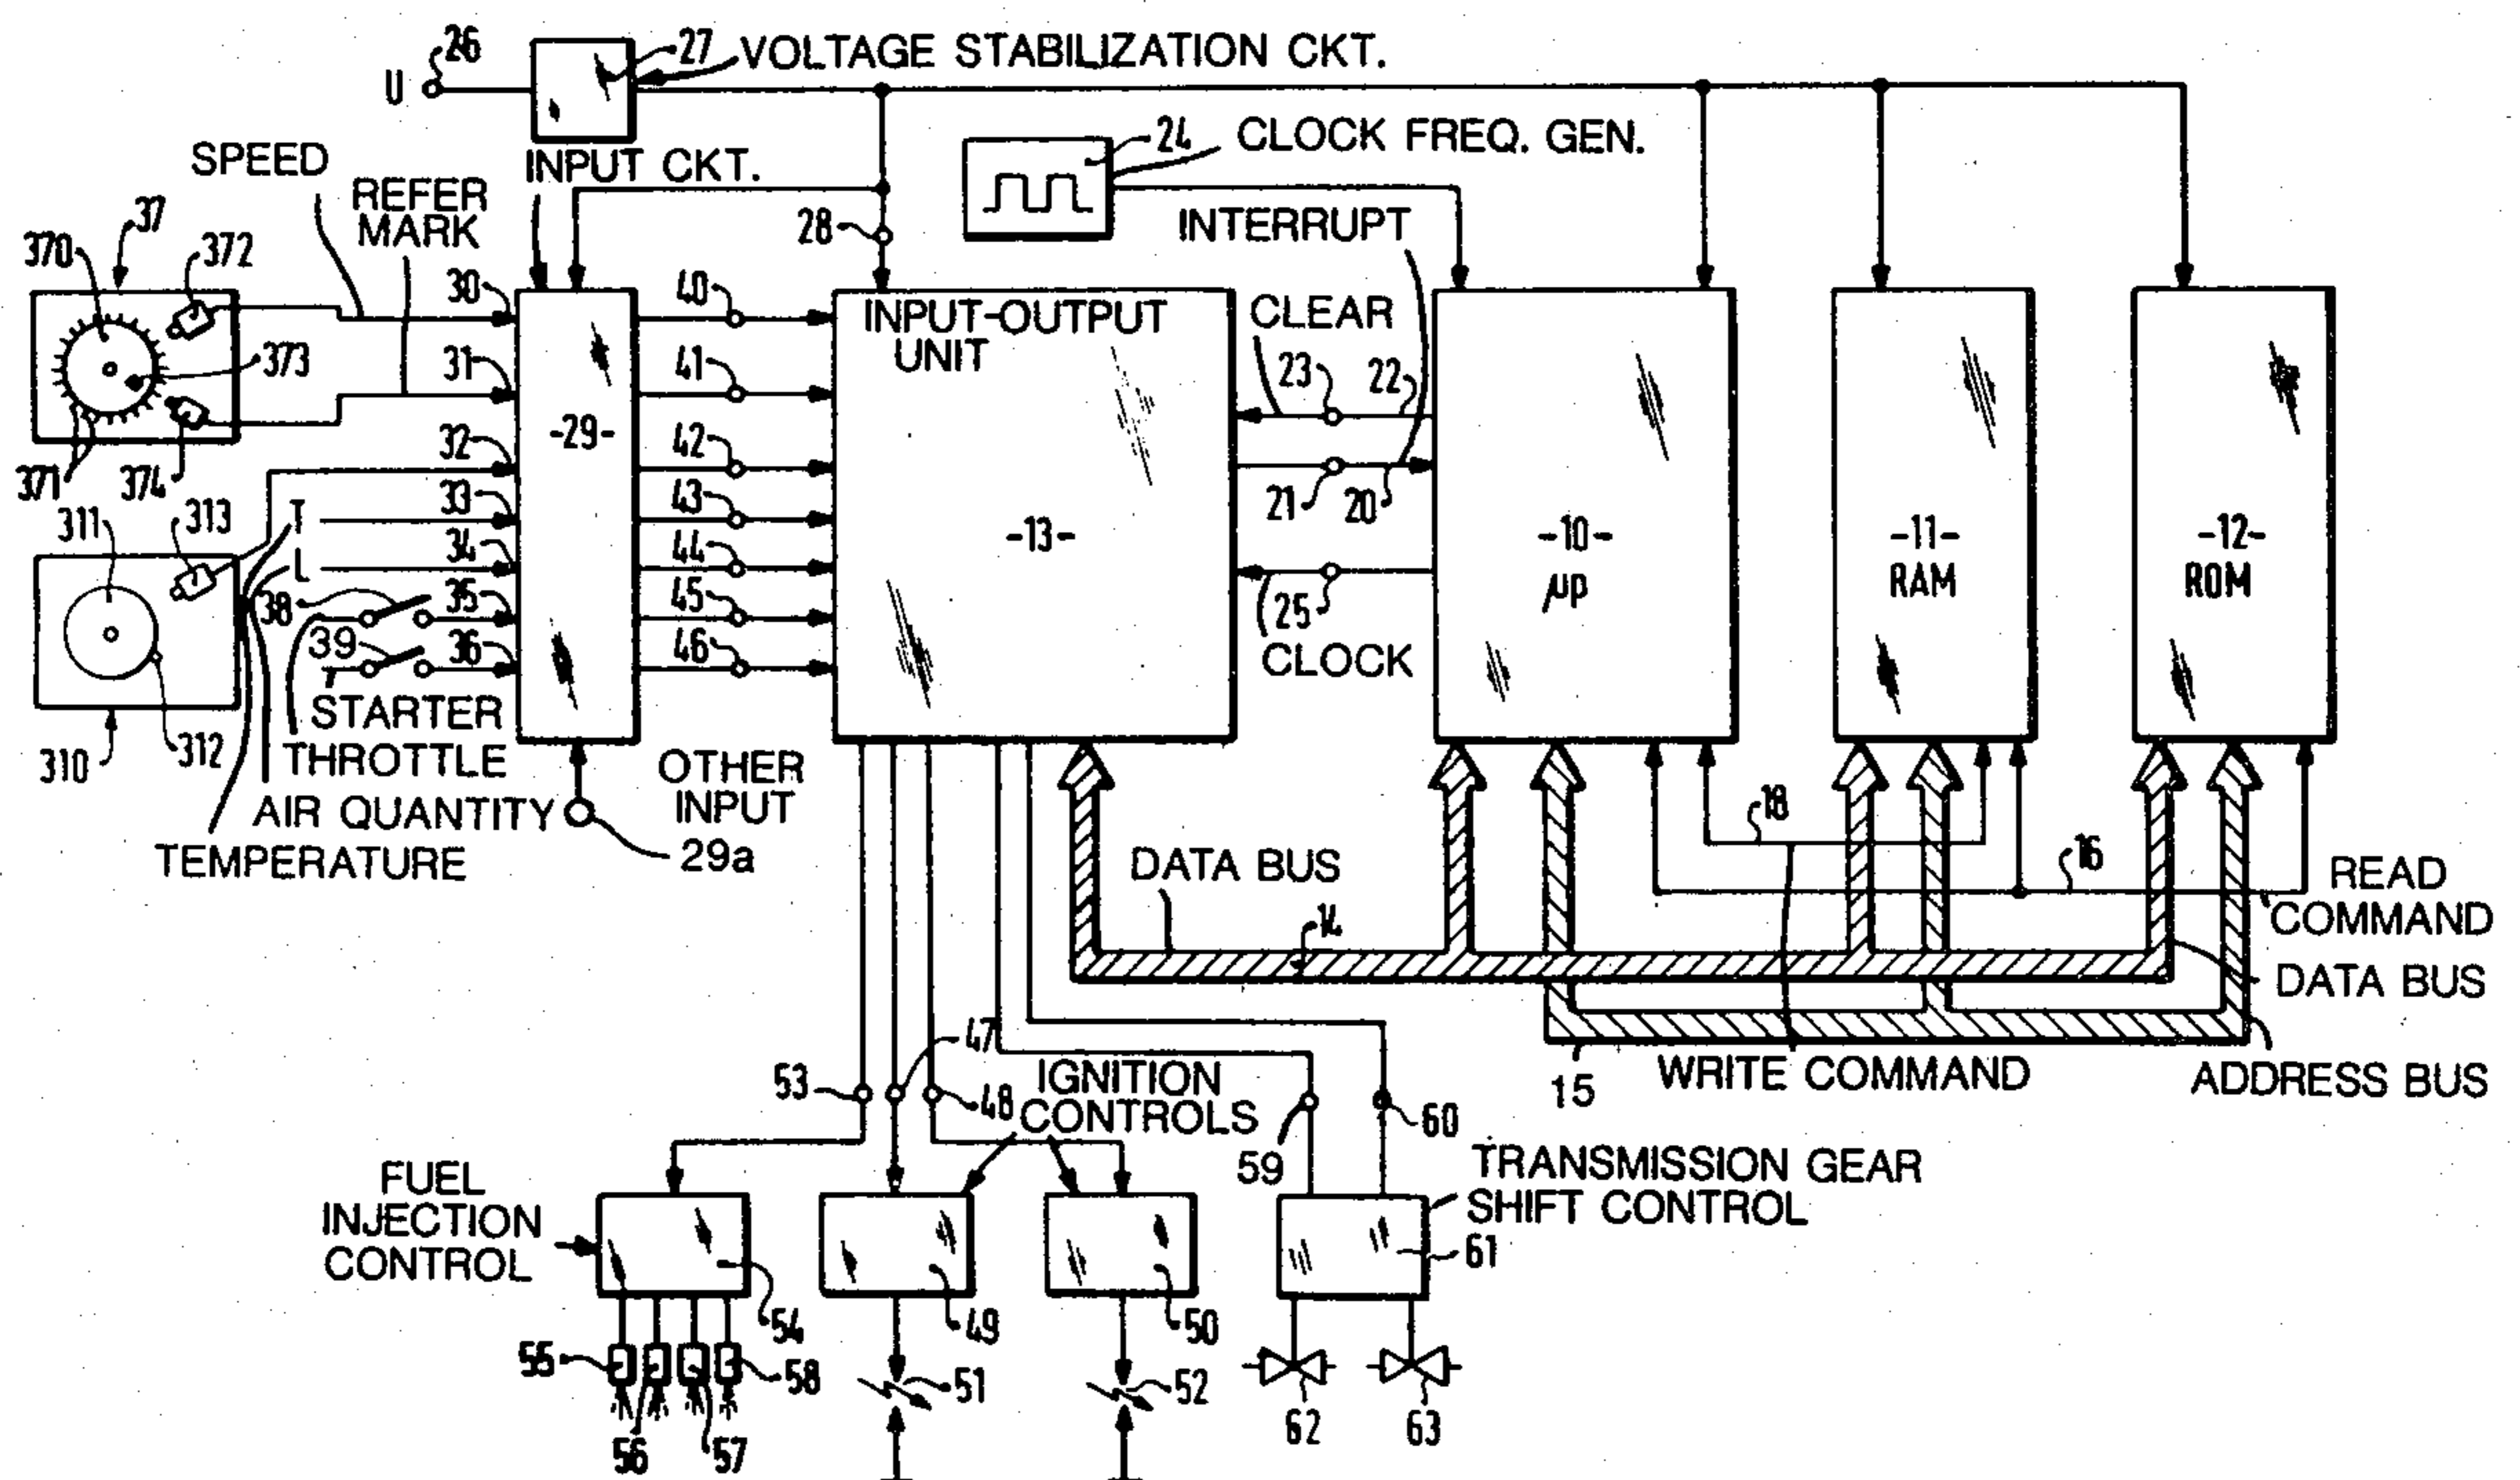 26
U
27
VOLTAGE STABILIZATION CKT.
24
CLOCK FREQ. GEN.
SPEED
INPUT CKT.
REFER
MARK
INTERRUPT
37
370
372
28
30
40
INPUT-OUTPUT
UNIT
CLEAR
373
31
41
23
22
-29-
32
42
371
374
33
43
21
20
311
313
T
-13-
-10-
µp
-11-
RAM
-12-
ROM
34
44
L
38
35
45
25
39
36
46
CLOCK
STARTER
310
312
THROTTLE
OTHER
INPUT
AIR QUANTITY
29a
TEMPERATURE
18
DATA BUS
16
READ
COMMAND
14
DATA BUS
47
53
48
IGNITION
CONTROLS
15
WRITE COMMAND
ADDRESS BUS
60
59
FUEL
INJECTION
CONTROL
TRANSMISSION GEAR
SHIFT CONTROL
61
54
49
50
55
58
51
52
56
57
62
63